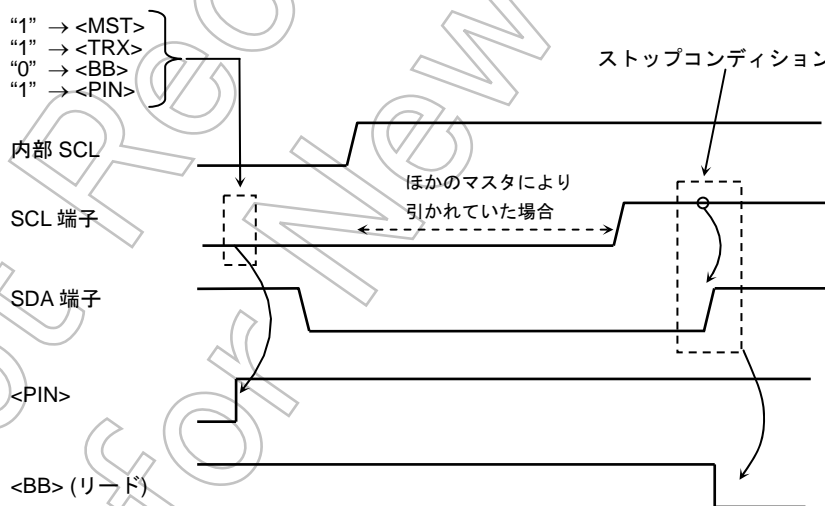 “1” → <MST>
“1” → <TRX>
“0” → <BB>
“1” → <PIN>
ストップコンディション
内部 SCL
ほかのマスタにより
引かれていた場合
SCL 端子
SDA 端子
<PIN>
<BB> (リード)